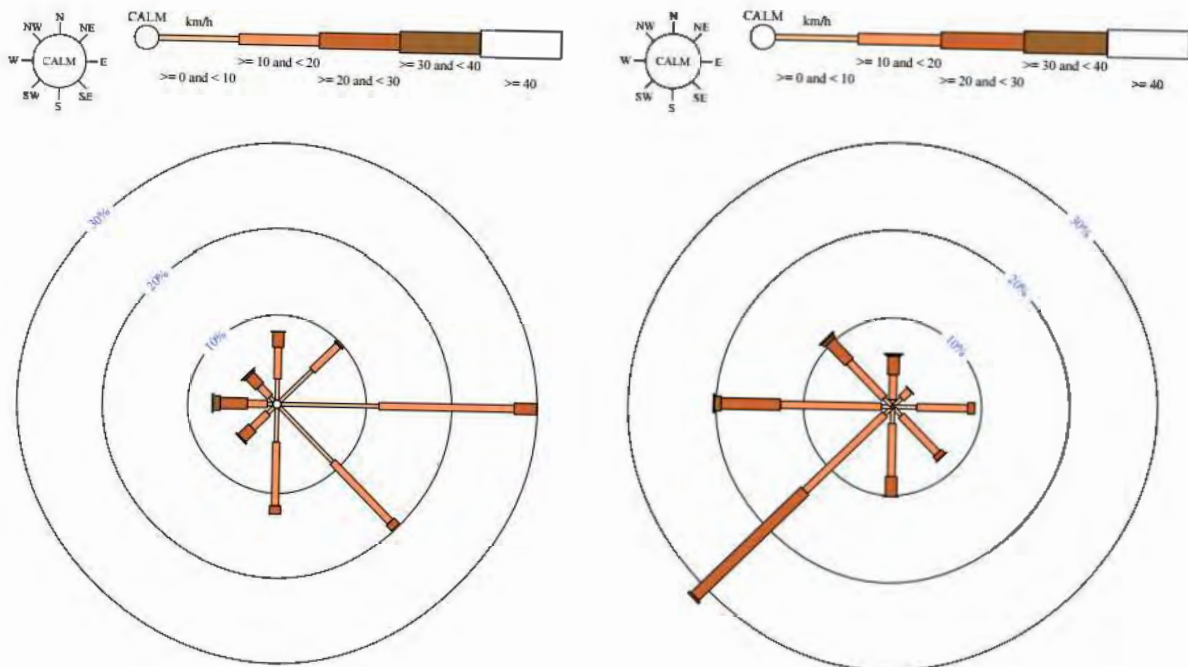 N
NW NE
W CALM E
SW SE
S
CALM km/h
>= 10 and < 20 >= 30 and < 40
>= 0 and < 10 >= 20 and < 30 >= 40
30%
20%
10%
N
NW NE
W CALM E
SW SE
S
CALM km/h
>= 10 and < 20 >= 30 and < 40
>= 0 and < 10 >= 20 and < 30 >= 40
30%
20%
10%